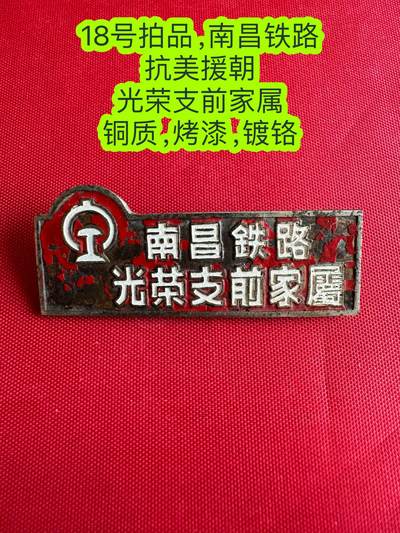 18号拍品,南昌铁路
抗美援朝
光荣支前家属
铜质,烤漆,镀铬
南昌鉄路
光荣支前家屬